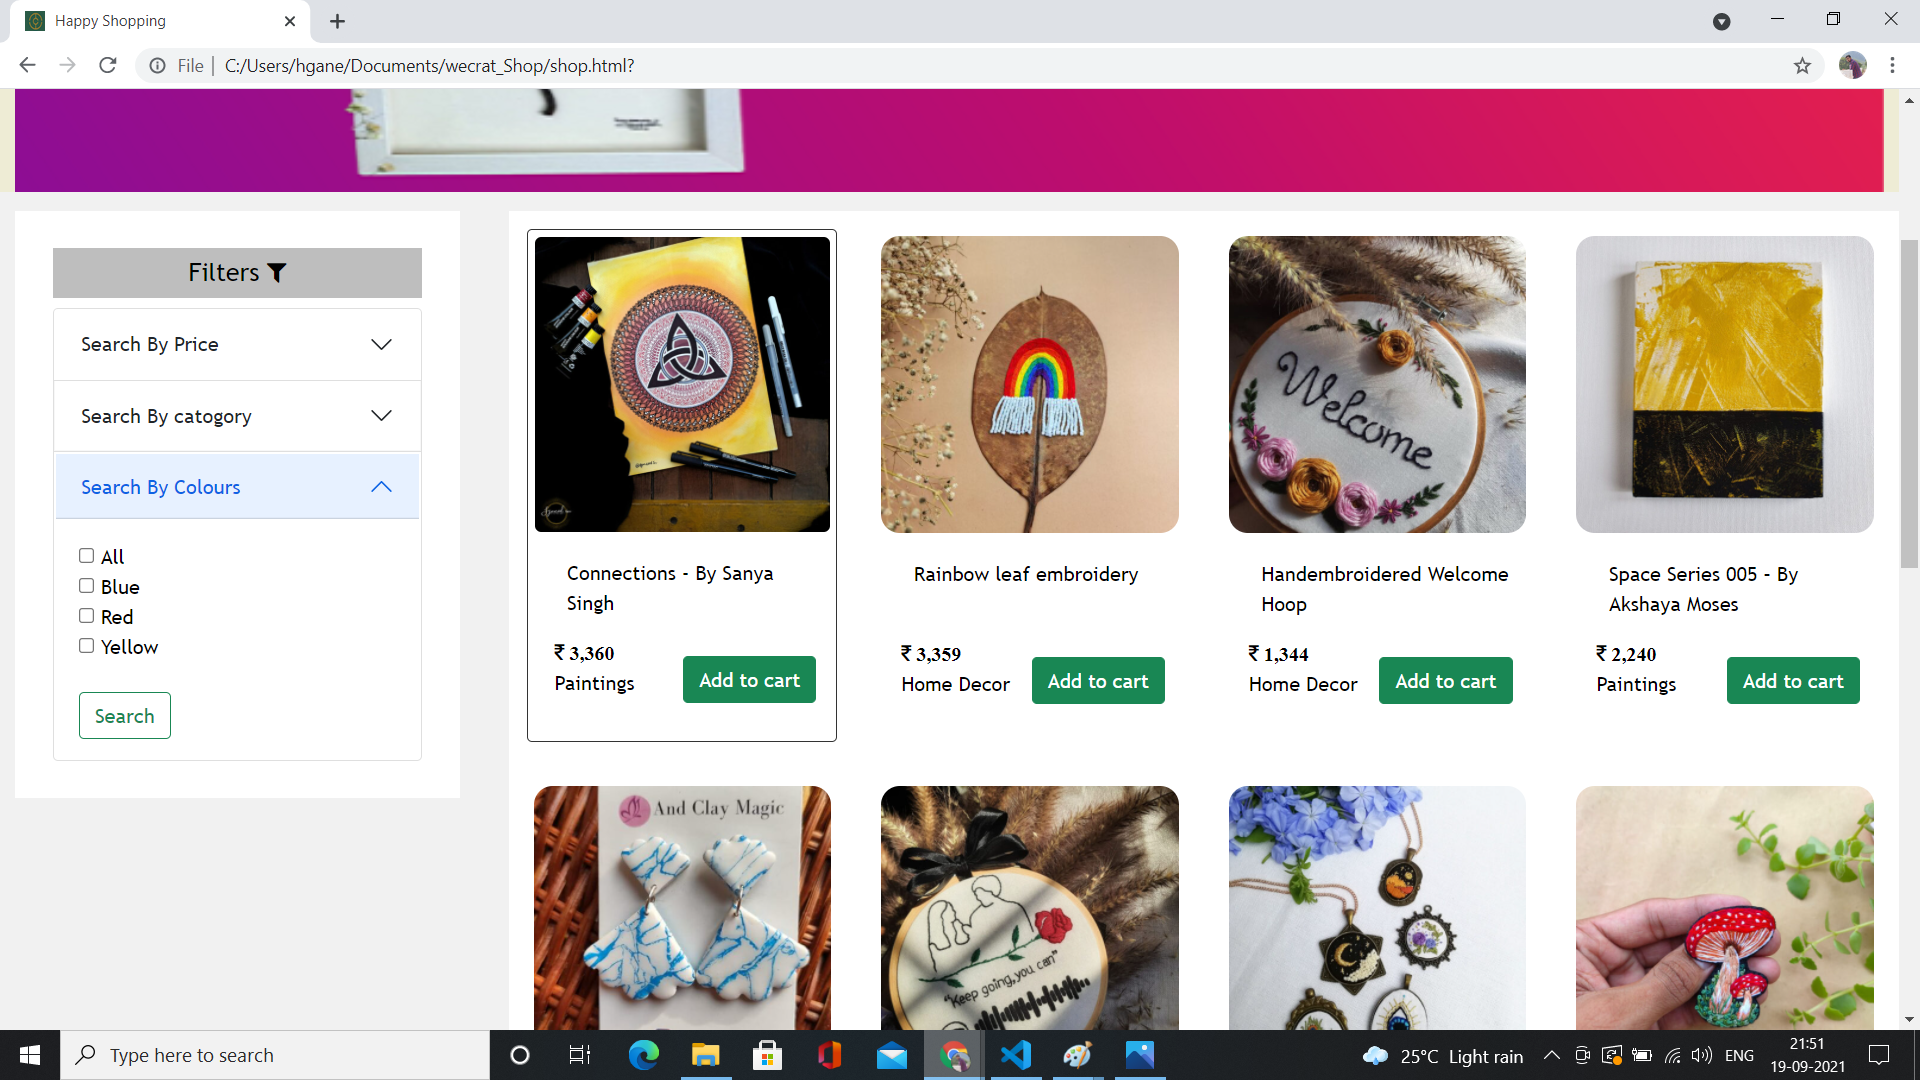 Happy Shopping
File
C:/Users/hgane/Documents/wecrat_Shop/shop.html?
Filters
Search By Price
Search By catogory
Search By Colours
All
Blue
Red
Yellow
Search
Welcome
Connections - By Sanya
Singh
₹ 3,360
Paintings
Add to cart
Rainbow leaf embroidery
₹ 3,359
Home Decor
Add to cart
Handembroidered Welcome
Hoop
₹ 1,344
Home Decor
Add to cart
Space Series 005 - By
Akshaya Moses
₹ 2,240
Paintings
Add to cart
And Clay Magic
"Keep going,you can"
Type here to search
25°C Light rain
ENG
21:51
19-09-2021